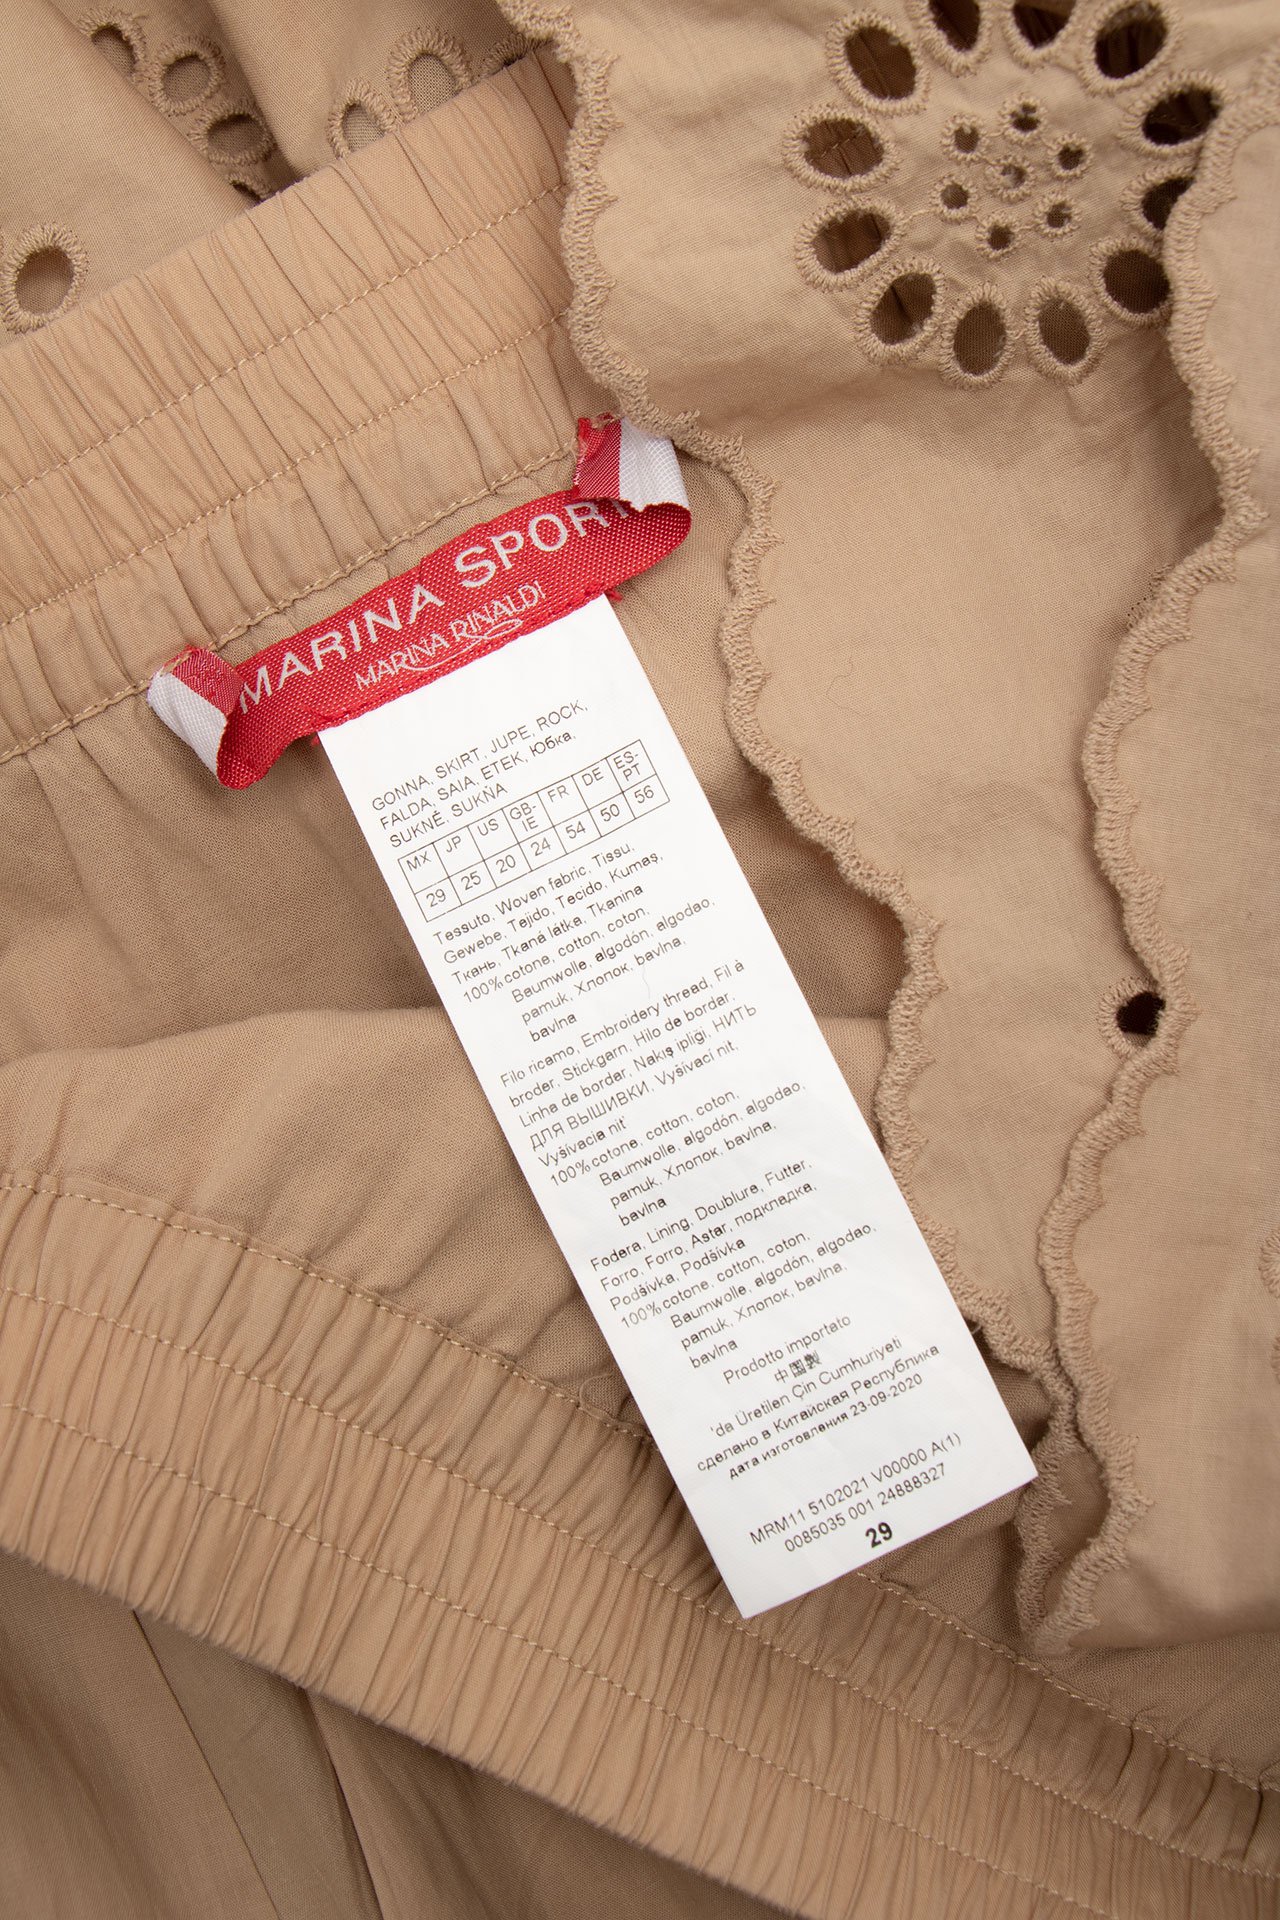 MARINA SPORT
MARINA RINALDI
GONNA, SKIRT, JUPE, ROCK,
FALDA, SAIA, ETEK, Юбка,
SUKNĚ, SUKŇA
MX JP US GB-IE FR DE ES-PT
29 25 20 24 54 50 56
Tessuto, Woven fabric, Tissu,
Gewebe, Tejido, Tecido, Kumaş,
Ткань, Tkaná látka, Tkanina
100% cotone, cotton, coton,
Baumwolle, algodón, algodao,
pamuk, Хлопок, bavlna,
bavlna
Filo ricamo, Embroidery thread, Fil à
broder, Stickgarn, Hilo de bordar,
Linha de bordar, Nakış ipliği, НИТЬ
ДЛЯ ВЫШИВКИ, Vyšívací nit,
Vyšívacia niť
100% cotone, cotton, coton,
Baumwolle, algodón, algodao,
pamuk, Хлопок, bavlna,
bavlna
Fodera, Lining, Doublure, Futter,
Forro, Forro, Astar, подкладка,
Podšívka, Podšívka
100% cotone, cotton, coton,
Baumwolle, algodón, algodao,
pamuk, Хлопок, bavlna,
bavlna
Prodotto importato
中国製
'da Üretilen Çin Cumhuriyeti
сделано в Китайская Республика
дата изготовления 23-09-2020
MRM11 5102021 V00000 A(1)
0085035 001 24888327
29